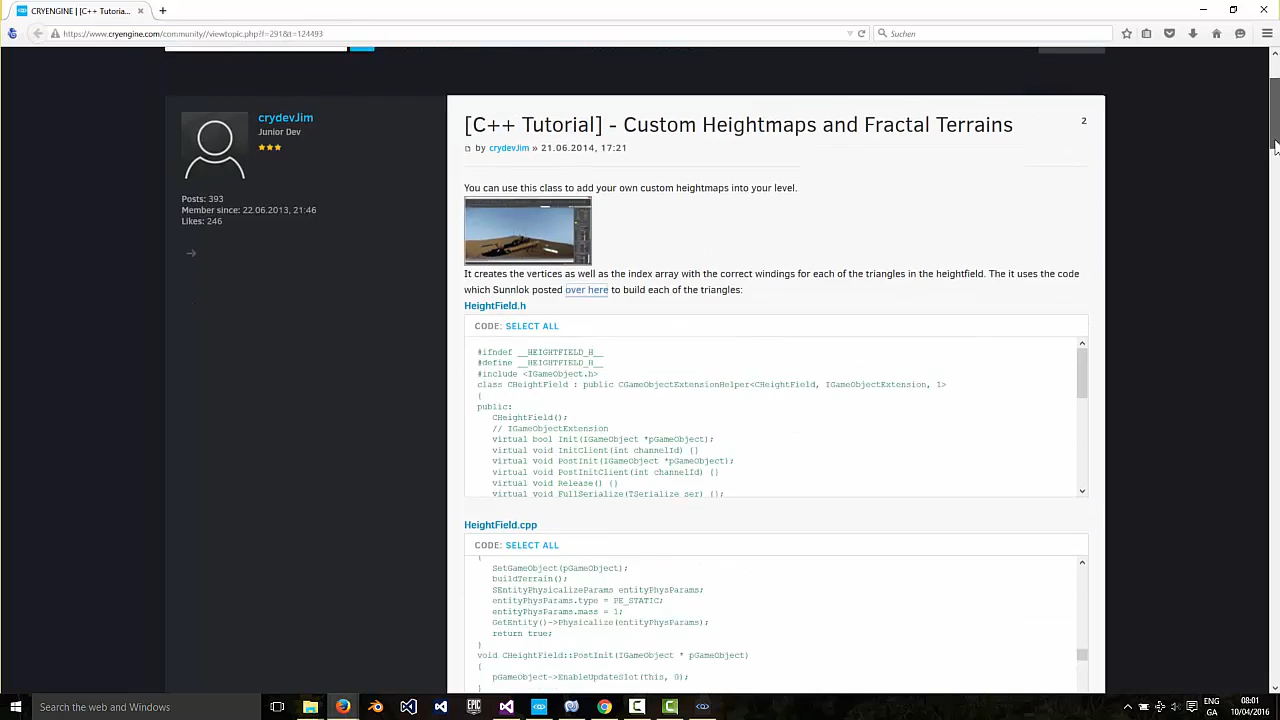 CRYENGINE | [C++ Tutoria...
https://www.cryengine.com/community//viewtopic.php?f=291&t=124493
Suchen
crydevJim
Junior Dev
Posts: 393
Member since: 22.06.2013, 21:46
Likes: 246
[C++ Tutorial] - Custom Heightmaps and Fractal Terrains
2
by crydevJim » 21.06.2014, 17:21
You can use this class to add your own custom heightmaps into your level.
It creates the vertices as well as the index array with the correct windings for each of the triangles in the heightfield. The it uses the code
which Sunnlok posted over here to build each of the triangles:
HeightField.h
CODE: SELECT ALL
#ifndef __HEIGHTFIELD_H__
#define __HEIGHTFIELD_H__
#include <IGameObject.h>
class CHeightField : public CGameObjectExtensionHelper<CHeightField, IGameObjectExtension, 1>
{
public:
CHeightField();
// IGameObjectExtension
virtual bool Init(IGameObject *pGameObject);
virtual void InitClient(int channelId) {}
virtual void PostInit(IGameObject *pGameObject);
virtual void PostInitClient(int channelId) {}
virtual void Release() {}
virtual void FullSerialize(TSerialize ser) {};
HeightField.cpp
CODE: SELECT ALL
{
SetGameObject(pGameObject);
buildTerrain();
SEntityPhysicalizeParams entityPhysParams;
entityPhysParams.type = PE_STATIC;
entityPhysParams.mass = 1;
GetEntity()->Physicalize(entityPhysParams);
return true;
}
void CHeightField::PostInit(IGameObject * pGameObject)
{
pGameObject->EnableUpdateSlot(this, 0);
}
Search the web and Windows
ENG
GA
08:01
10/04/2016